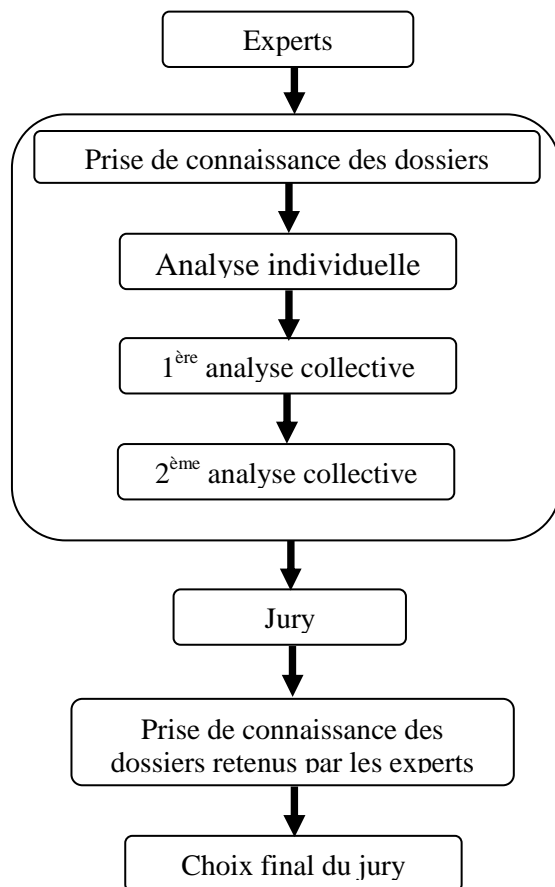 Experts
Prise de connaissance des dossiers
Analyse individuelle
1ère analyse collective
2ème analyse collective
Jury
Prise de connaissance des
dossiers retenus par les experts
Choix final du jury